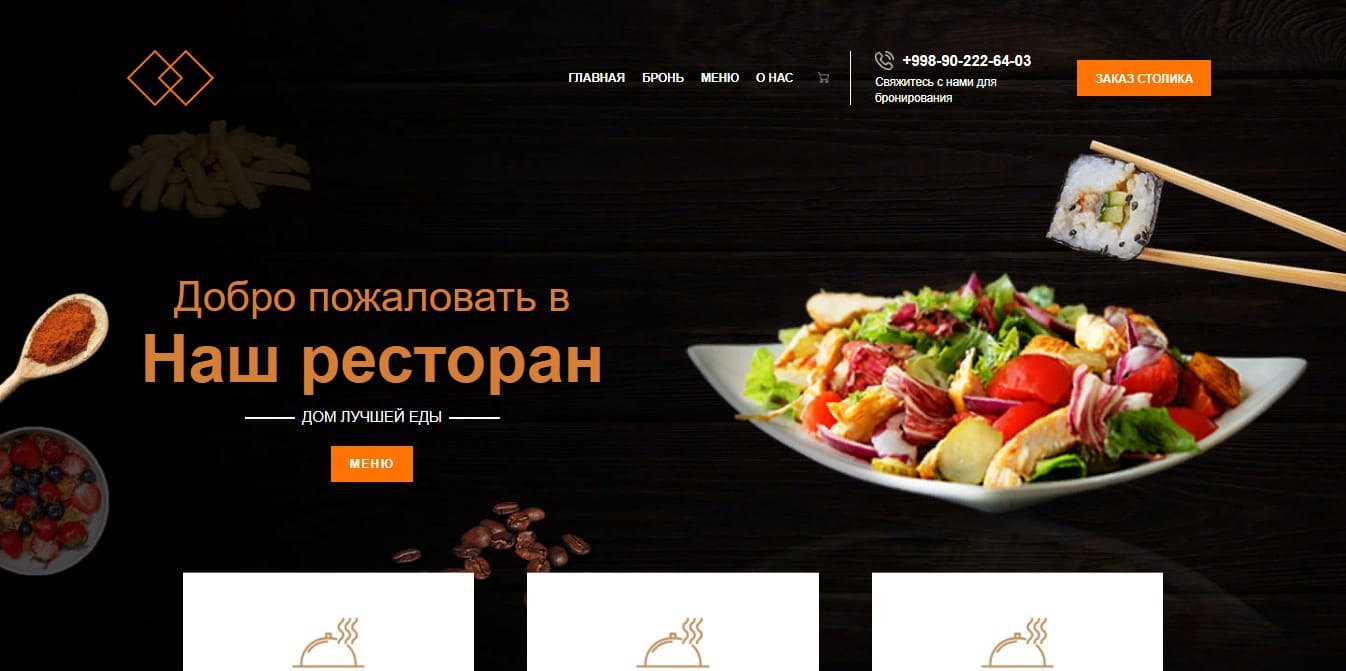 ГЛАВНАЯ БРОНЬ МЕНЮ О НАС
+998-90-222-64-03
Свяжитесь с нами для
бронирования
ЗАКАЗ СТОЛИКА
Добро пожаловать в
Наш ресторан
ДОМ ЛУЧШЕЙ ЕДЫ
МЕНЮ